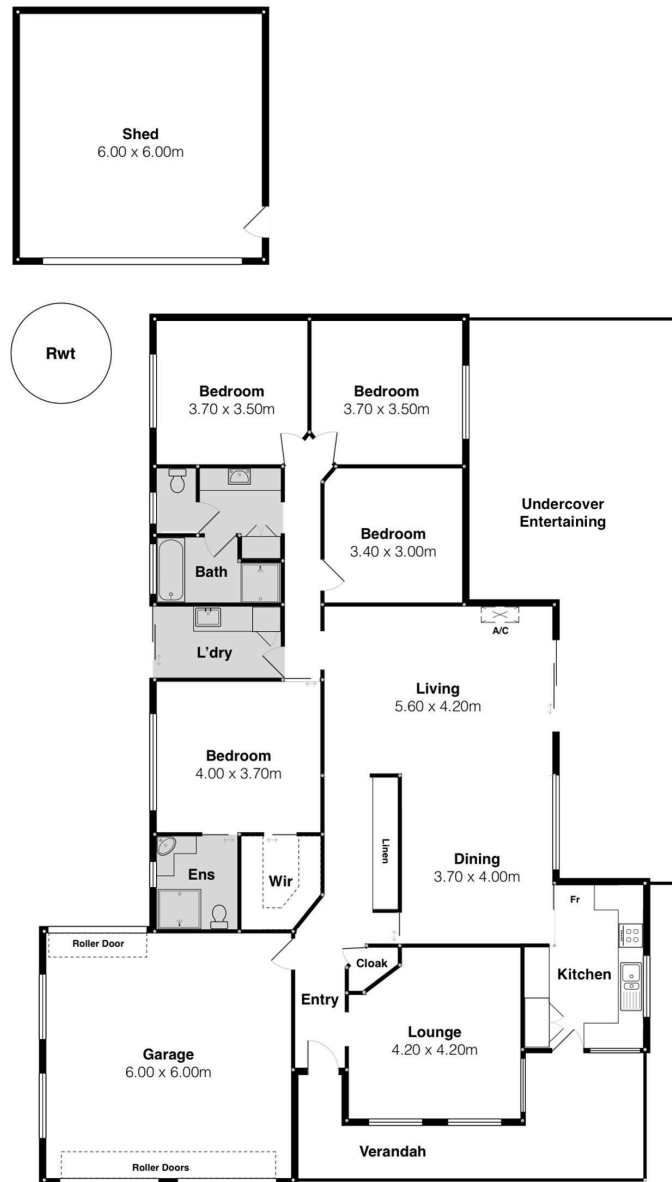 Shed
6.00 x 6.00m
Rwt
Bedroom
3.70 x 3.50m
Bedroom
3.70 x 3.50m
Undercover
Entertaining
Bedroom
3.40 x 3.00m
Bath
A/C
L'dry
Living
5.60 x 4.20m
Bedroom
4.00 x 3.70m
Linen
Dining
3.70 x 4.00m
Ens
Wir
Fr
Roller Door
Cloak
Kitchen
Entry
Lounge
4.20 x 4.20m
Garage
6.00 x 6.00m
Verandah
Roller Doors